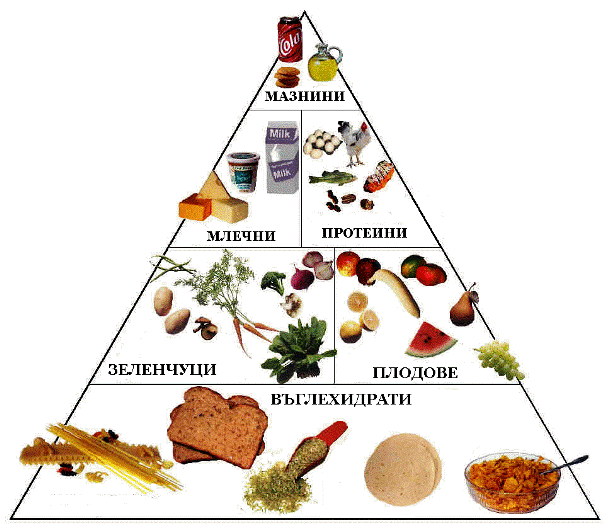 Cola
МАЗНИНИ
Milk
Milk
МЛЕЧНИ
ПРОТЕИНИ
ЗЕЛЕНЧУЦИ
ПЛОДОВЕ
ВЪГЛЕХИДРАТИ